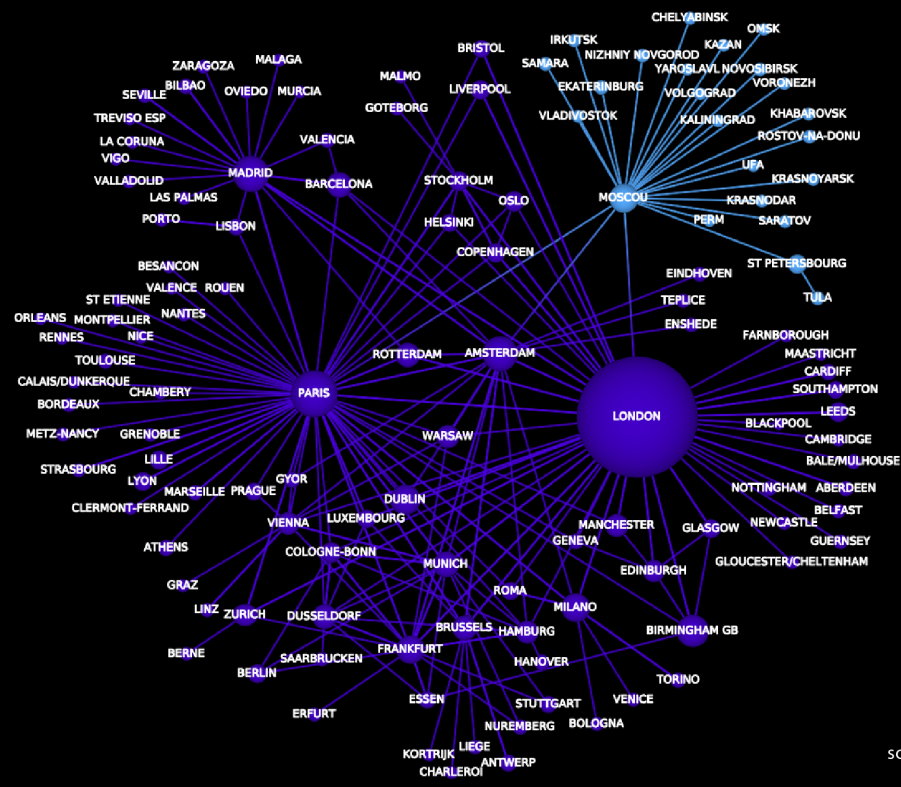 CHELYABINSK
OMSK
IRKUTSK
KAZAN
BRISTOL
NIZHNIY NOVGOROD
MALAGA
SAMARA
ZARAGOZA
YAROSLAVL NOVOSIBIRSK
MALMO
VORONEZH
BILBAO
EKATERINBURG
LIVERPOOL
OVIEDO
MURCIA
SEVILLE
VOLGOGRAD
GOTEBORG
KHABAROVSK
VLADIVOSTOK
TREVISO ESP
KALININGRAD
ROSTOV-NA-DONU
VALENCIA
LA CORUNA
VIGO
UFA
MADRID
KRASNOYARSK
VALLADOLID
STOCKHOLM
BARCELONA
LAS PALMAS
MOSCOU
OSLO
KRASNODAR
PORTO
PERM
SARATOV
HELSINKI
LISBON
COPENHAGEN
ST PETERSBOURG
BESANCON
EINDHOVEN
VALENCE
ROUEN
TULA
ST ETIENNE
TEPLICE
NANTES
ORLEANS
MONTPELLIER
ENSHEDE
RENNES
NICE
FARNBOROUGH
ROTTERDAM
AMSTERDAM
MAASTRICT
TOULOUSE
CARDIFF
CALAIS/DUNKERQUE
CHAMBERY
PARIS
SOUTHAMPTON
BORDEAUX
LEEDS
LONDON
BLACKPOOL
METZ-NANCY
GRENOBLE
WARSAW
CAMBRIDGE
LILLE
BALE/MULHOUSE
STRASBOURG
LYON
GYOR
MARSEILLE
PRAGUE
NOTTINGHAM
ABERDEEN
DUBLIN
CLERMONT-FERRAND
BELFAST
VIENNA
LUXEMBOURG
MANCHESTER
GLASGOW
NEWCASTLE
GENEVA
GUERNSEY
ATHENS
COLOGNE-BONN
MUNICH
EDINBURGH
GLOUCESTER/CHELTENHAM
GRAZ
ROMA
LINZ
ZURICH
DUSSELDORF
MILANO
BRUSSELS
HAMBURG
BIRMINGHAM GB
BERNE
SAARBRUCKEN
FRANKFURT
HANOVER
BERLIN
TORINO
ESSEN
STUTTGART
VENICE
ERFURT
NUREMBERG
BOLOGNA
KORTRIJK
LIEGE
SO
ANTWERP
CHARLEROI